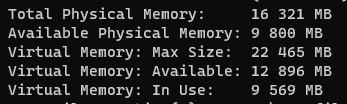 Total Physical Memory:     16 321 MB
Available Physical Memory: 9 800 MB
Virtual Memory: Max Size:  22 465 MB
Virtual Memory: Available: 12 896 MB
Virtual Memory: In Use:    9 569 MB